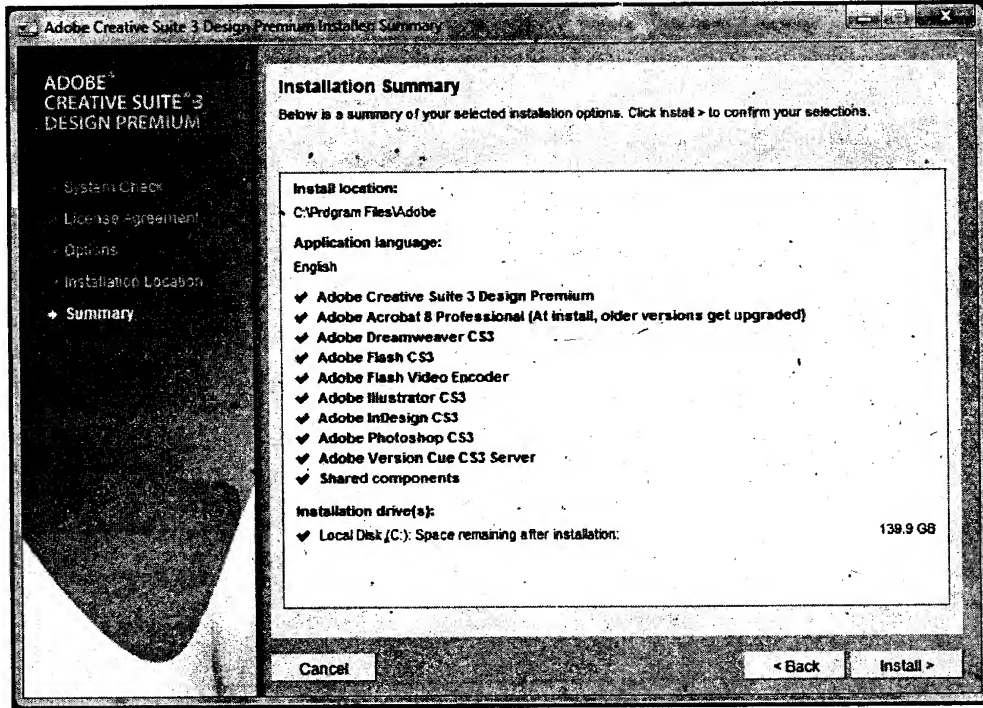 Adobe Creative Suite 3 Design Premium Installer: Summary
ADOBE®
CREATIVE SUITE® 3
DESIGN PREMIUM
System Check
License Agreement
Options
Installation Location
Summary
Installation Summary
Below is a summary of your selected installation options. Click Install > to confirm your selections.
Install location:
C:\Program Files\Adobe
Application language:
English
Adobe Creative Suite 3 Design Premium
Adobe Acrobat 8 Professional (At install, older versions get upgraded)
Adobe Dreamweaver CS3
Adobe Flash CS3
Adobe Flash Video Encoder
Adobe Illustrator CS3
Adobe InDesign CS3
Adobe Photoshop CS3
Adobe Version Cue CS3 Server
Shared components
Installation drive(s):
Local Disk (C:): Space remaining after installation: 139.9 GB
Cancel
< Back
Install >